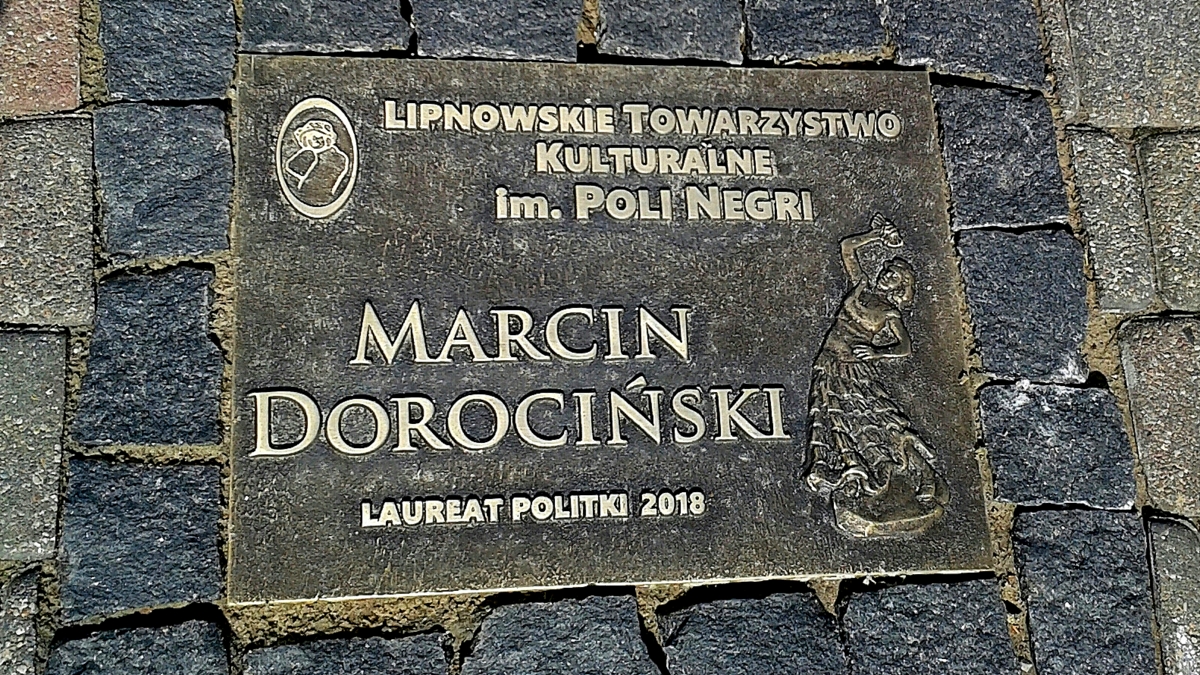 LIPNOWSKIE TOWARZYSTWO
KULTURALNE
im. POLI NEGRI
MARCIN
DOROCIŃSKI
LAUREAT POLITKI 2018